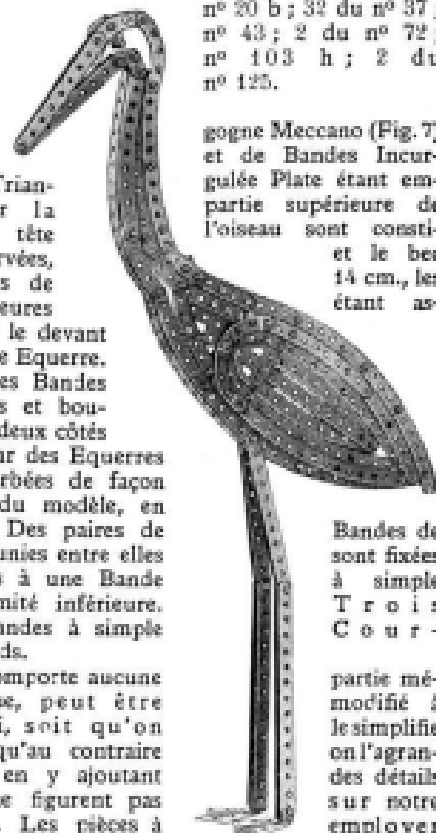 nº 20 b ; 32 du nº 37 ;
nº 43 ; 2 du nº 72 ;
nº 103 h ; 2 du
nº 125.
gogne Meccano (Fig. 7)
et de Bandes Incur-
gulée Plate étant em-
partie supérieure de
l'oiseau sont consti-
et le bec
14 cm., les
étant as-
Trian-
r la
tête
rvées,
s de
ieures
le devant
e Equerre.
es Bandes
s et bou-
deux côtés
ur des Equerres
rbées de façon
du modèle, en
Des paires de
unies entre elles
à une Bande
mité inférieure.
andes à simple
ds.
omporte aucune
se, peut être
i, soit qu'on
qu'au contraire
en y ajoutant
e figurent pas
. Les pièces à
Bandes de
sont fixées
à simple
Trois
Cour-
partie mé-
modifié à
le simplifie
on l'agran-
des détails
sur notre
employer